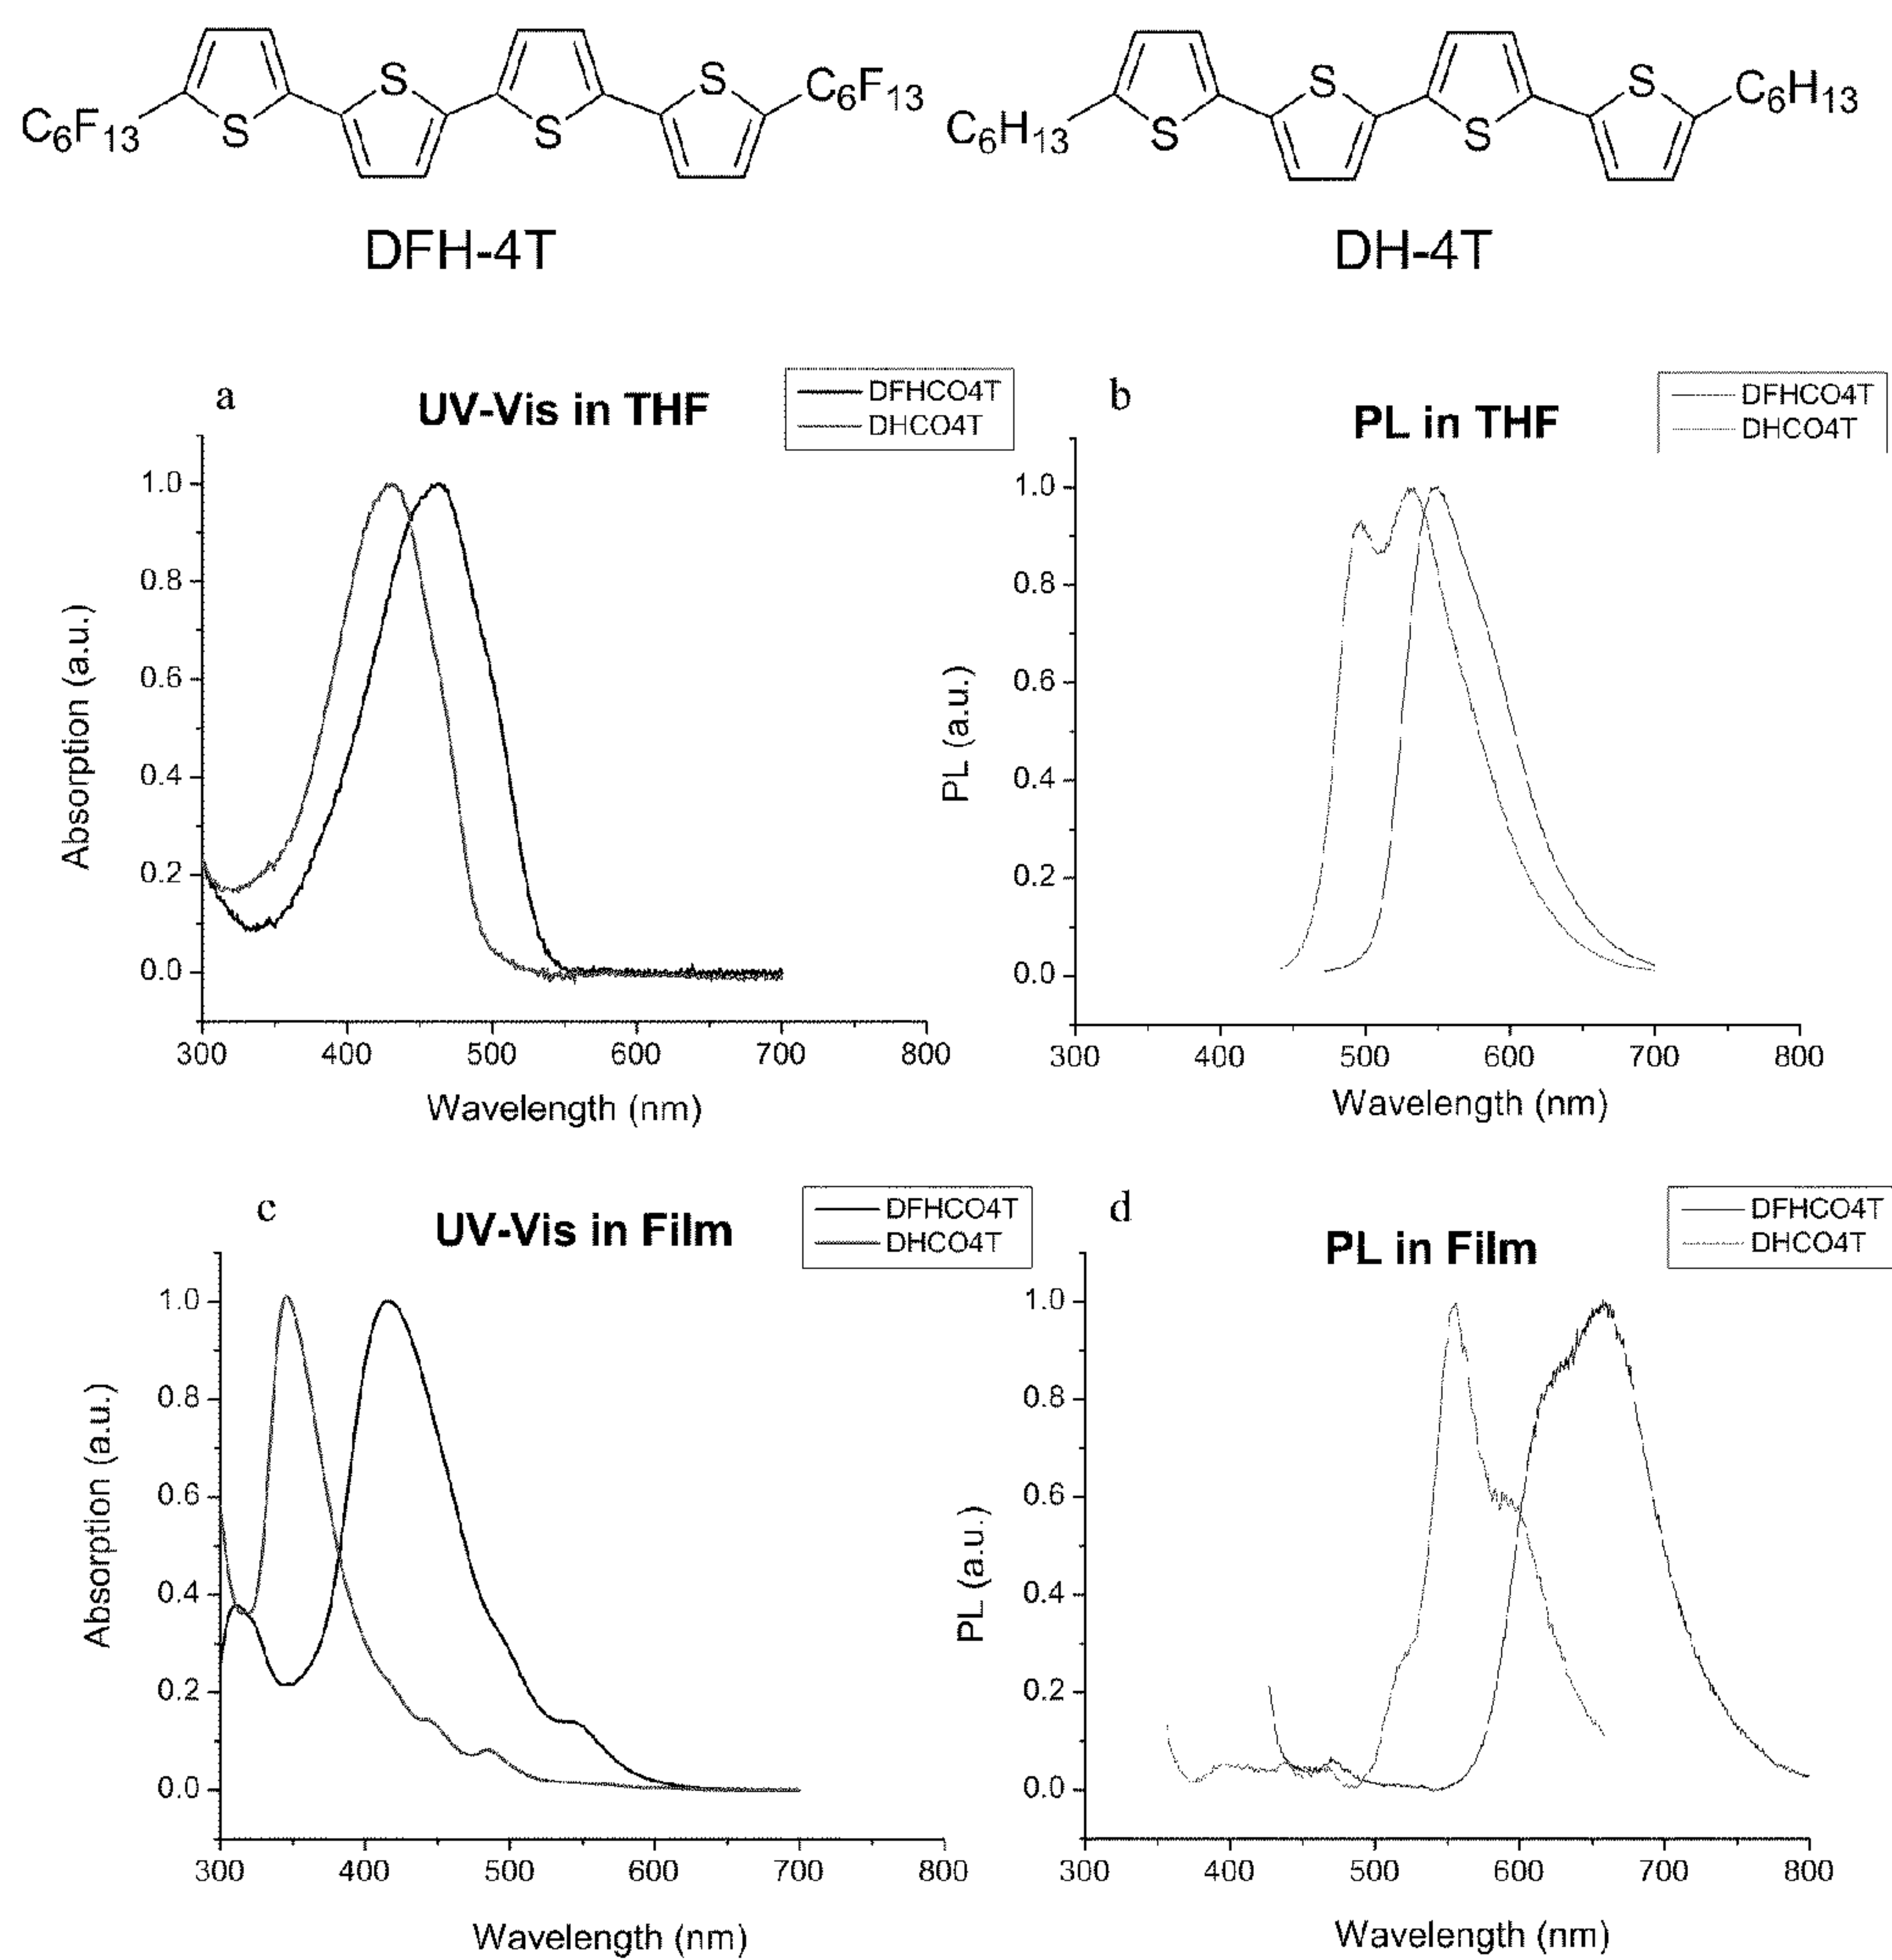 S S S S
C6F13 C6F13
DFH-4T
S S S S
C6H13 C6H13
DH-4T
a
UV-Vis in THF
DFHCO4T
DHCO4T
Absorption (a.u.)
1.0
0.8
0.6
0.4
0.2
0.0
300 400 500 600 700 800
Wavelength (nm)
b
PL in THF
DFHCO4T
DHCO4T
PL (a.u.)
1.0
0.8
0.6
0.4
0.2
0.0
300 400 500 600 700 800
Wavelength (nm)
c
UV-Vis in Film
DFHCO4T
DHCO4T
Absorption (a.u.)
1.0
0.8
0.6
0.4
0.2
0.0
300 400 500 600 700 800
Wavelength (nm)
d
PL in Film
DFHCO4T
DHCO4T
PL (a.u.)
1.0
0.8
0.6
0.4
0.2
0.0
300 400 500 600 700 800
Wavelength (nm)